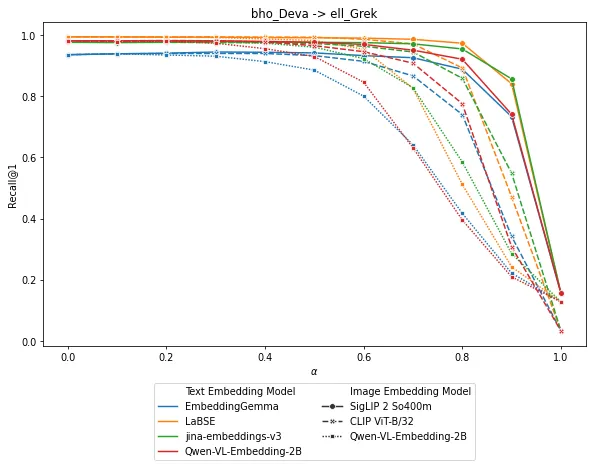 bho_Deva -> ell_Grek
Recall@1
1.0
0.8
0.6
0.4
0.2
0.0
0.0 0.2 0.4 0.6 0.8 1.0
α
Text Embedding Model
EmbeddingGemma
LaBSE
jina-embeddings-v3
Qwen-VL-Embedding-2B
Image Embedding Model
SigLIP 2 So400m
CLIP ViT-B/32
Qwen-VL-Embedding-2B